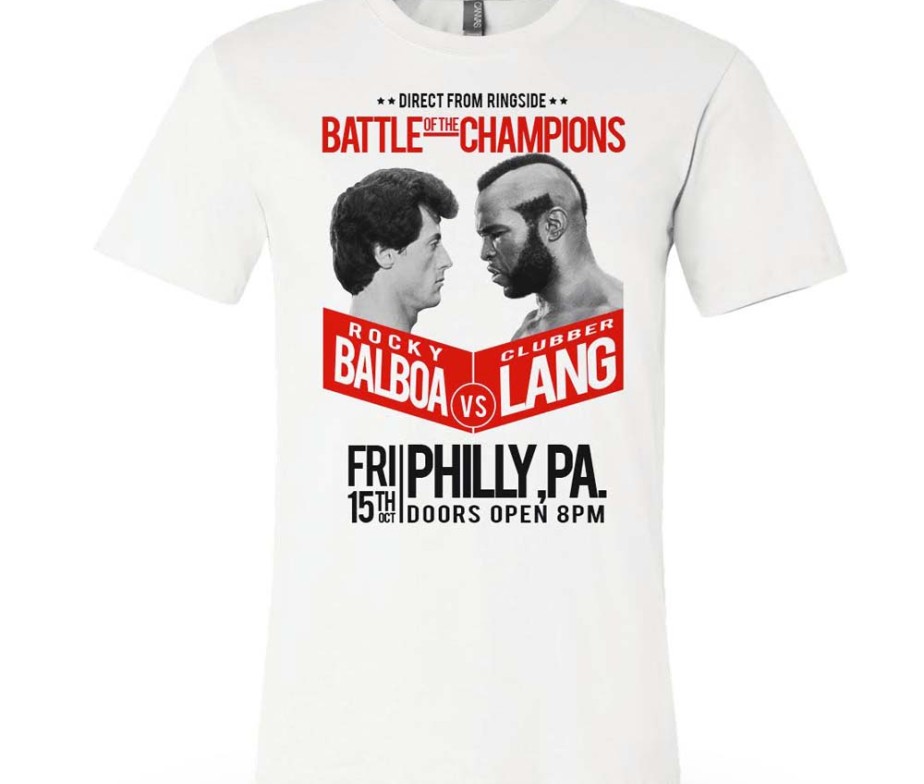 CANVAS
★★ DIRECT FROM RINGSIDE ★★
BATTLE OF THE CHAMPIONS
ROCKY
BALBOA
VS
CLUBBER
LANG
FRI
15TH
OCT
PHILLY, PA.
DOORS OPEN 8PM